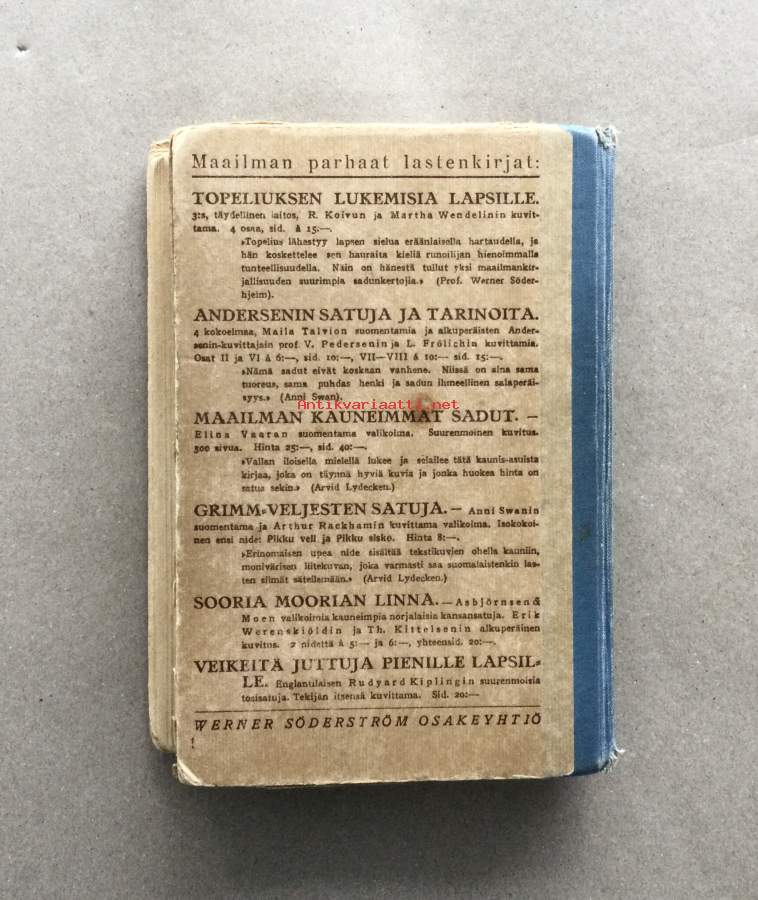 Maailman parhaat lastenkirjat:
TOPELIUKSEN LUKEMISIA LAPSILLE.
3:s, täydellinen laitos, R. Koivun ja Martha Wendelinin kuvit-
tama. 4 osaa, sid. à 15:—.
»Topelius lähestyy lapsen sielua eräänlaisella hartaudella, ja
hän koskettelee sen hauraita kieliä runoilijan hienoimmalla
tunteellisuudella. Näin on hänestä tullut yksi maailmankir-
jallisuuden suurimpia sadunkertojia.» (Prof. Werner Söder-
hjelm).
ANDERSENIN SATUJA JA TARINOITA.
4 kokoelmaa, Maila Talvion suomentamia ja alkuperäisten Ander-
senin-kuvittajain prof. V. Pedersenin ja L. Frölichin kuvittamia.
Osat II ja VI à 6:—, sid. 10:—, VII—VIII à 10:— sid. 15:—.
»Nämä sadut eivät koskaan vanhene. Niissä on aina sama
tuoreus, sama puhdas henki ja sadun ihmeellinen salaperäi-
syys.» (Anni Swan).
Antikvariaatti.net
MAAILMAN KAUNEIMMAT SADUT. —
Elina Vaaran suomentama valikoima. Suurenmoinen kuvitus.
300 sivua. Hinta 25:—, sid. 40:—.
»Vallan iloisella mielellä lukee ja selailee tätä kaunis-asuista
kirjaa, joka on täynnä hyviä kuvia ja jonka huokea hinta on
satua sekin.» (Arvid Lydecken.)
GRIMM-VELJESTEN SATUJA. — Anni Swanin
suomentama ja Arthur Rackhamin kuvittama valikoima. Isokokoi-
nen ensi nide: Pikku veli ja Pikku sisko. Hinta 8:—.
»Erinomaisen upea nide sisältää tekstikuvien ohella kauniin,
monivärisen liitekuvan, joka varmasti saa suomalaistenkin las-
ten silmät säteilemään.» (Arvid Lydecken.)
SOORIA MOORIAN LINNA. — Asbjörnsen &
Moen valikoimia kauneimpia norjalaisia kansansatuja. Erik
Werenskiöldin ja Th. Kittelsenin alkuperäinen
kuvitus. 2 nidettä à 5:— ja 6:—, yhteensid. 20:—.
VEIKEITÄ JUTTUJA PIENILLE LAPSIL-
LE. Englantilaisen Rudyard Kiplingin suurenmoisia
tosisatuja. Tekijän itsensä kuvittama. Sid. 20:—
WERNER SÖDERSTRÖM OSAKEYHTIÖ